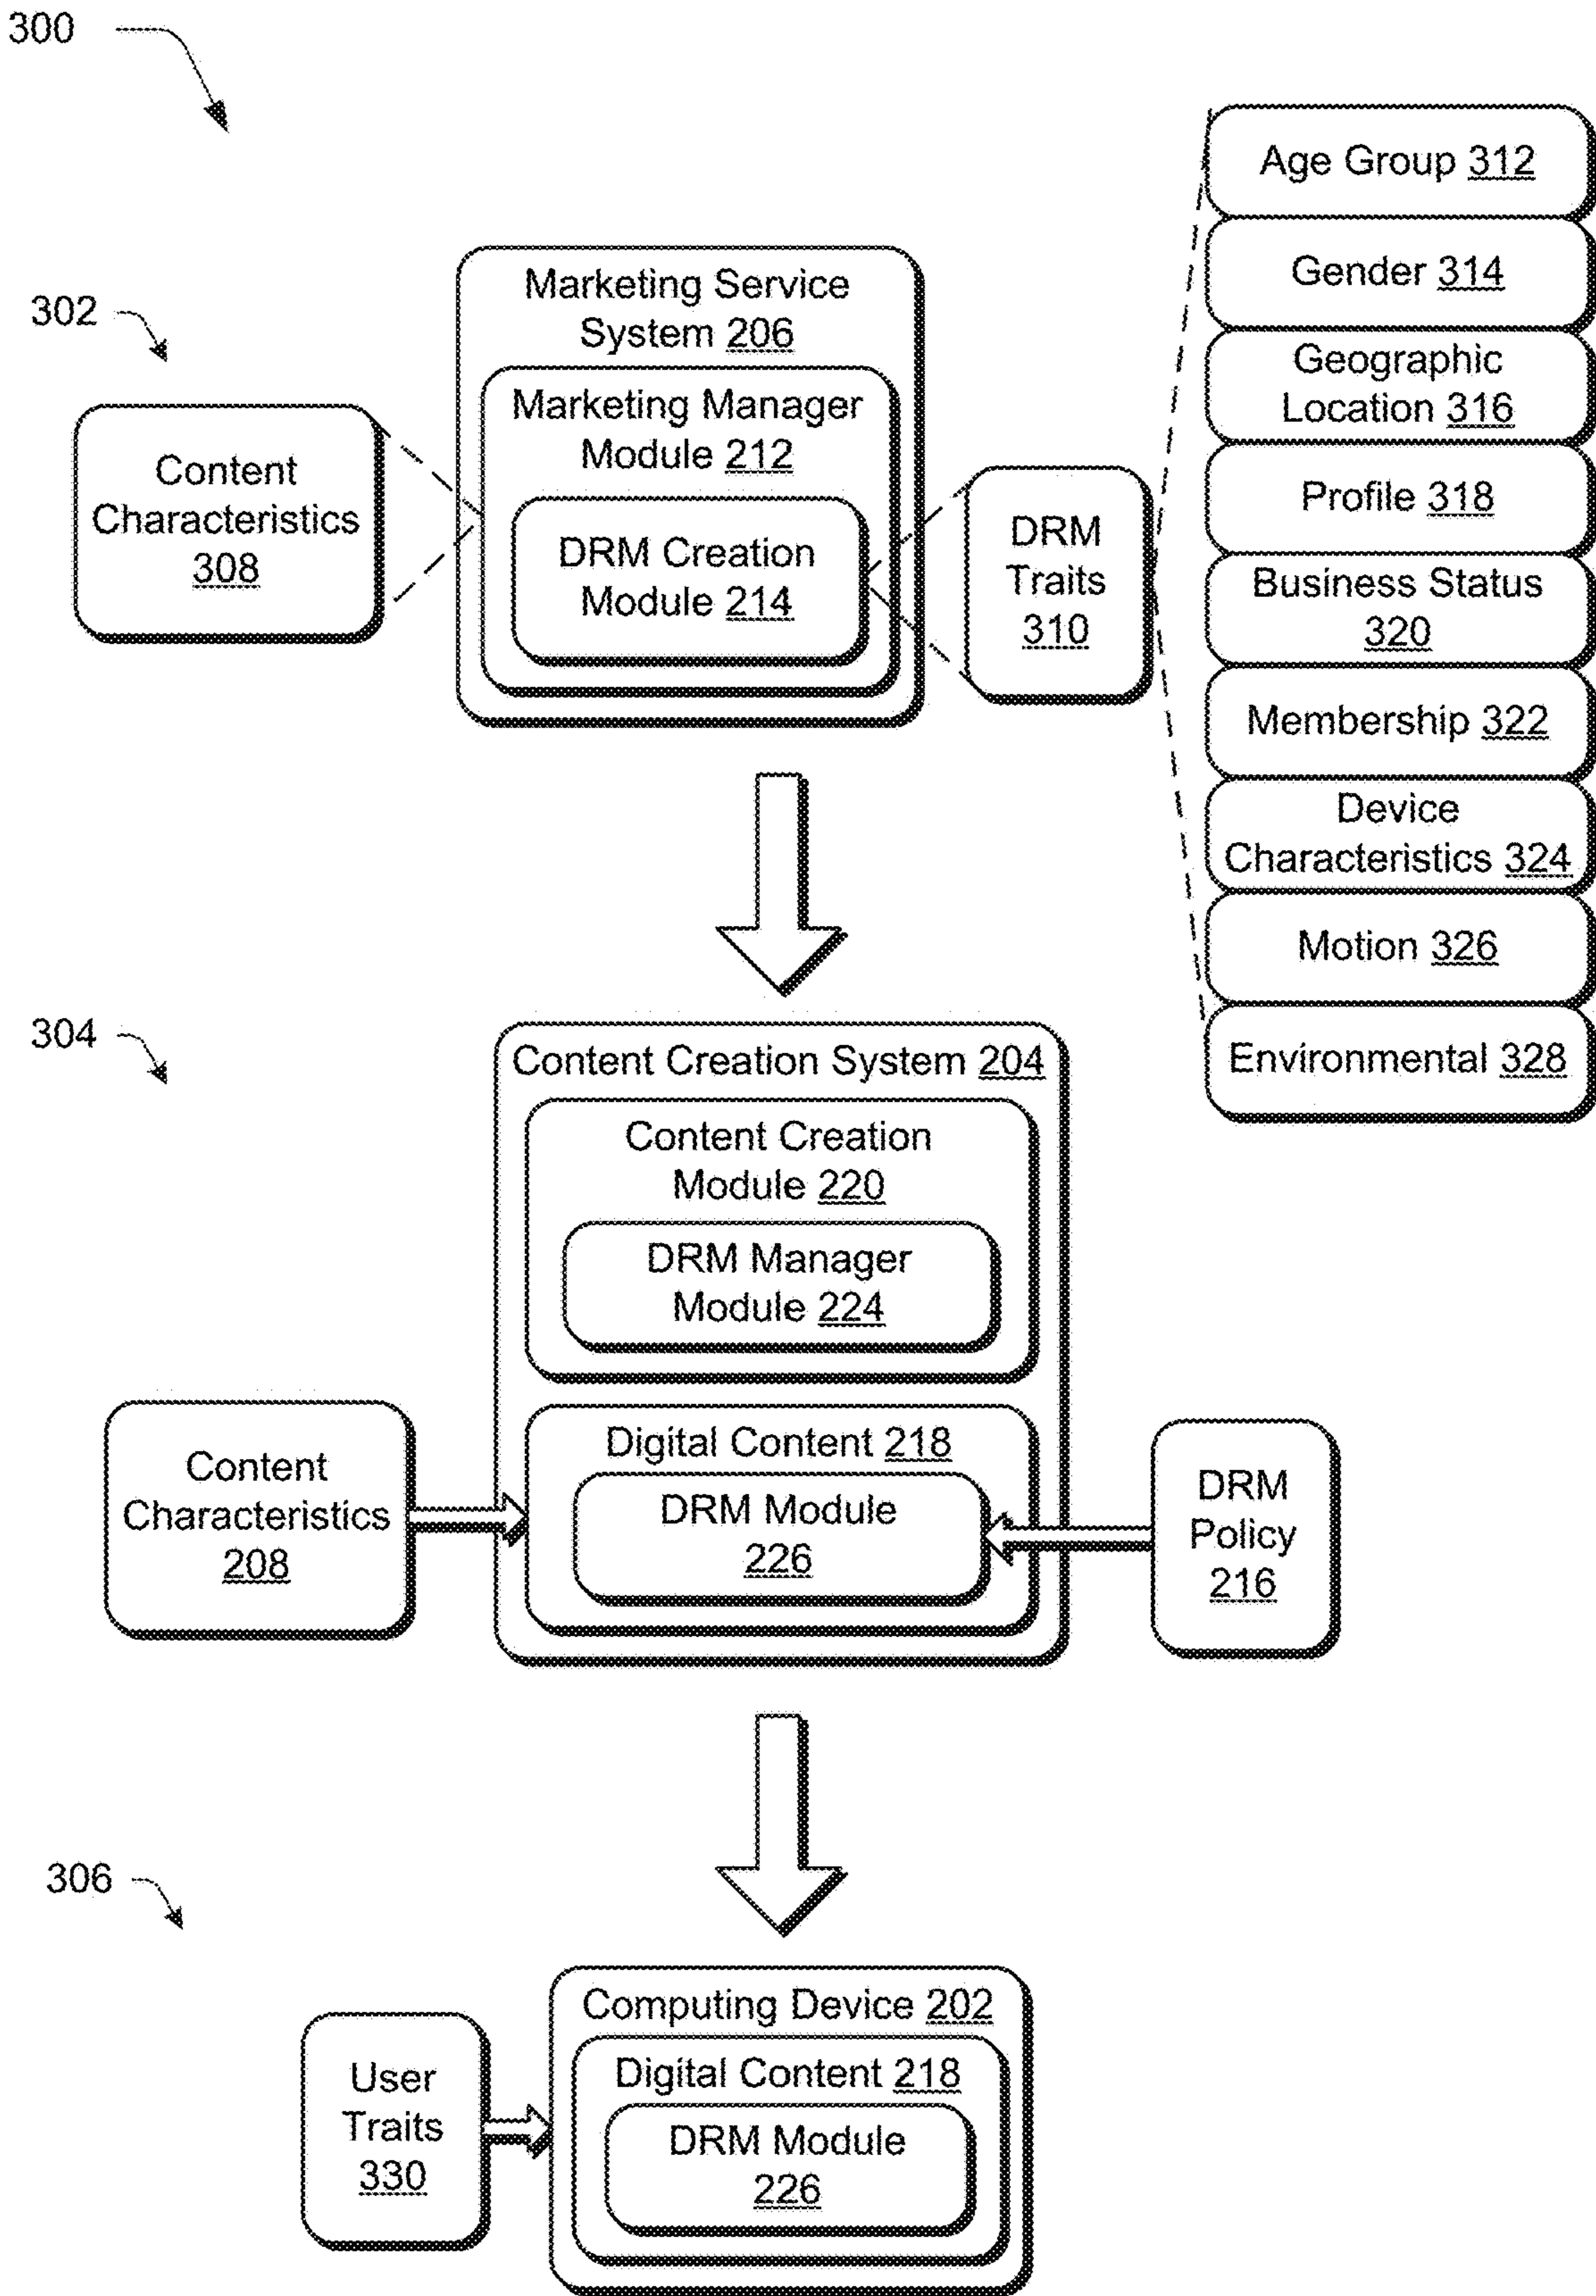 300
302
Content
Characteristics
308
Marketing Service
System 206
Marketing Manager
Module 212
DRM Creation
Module 214
DRM
Traits
310
Age Group 312
Gender 314
Geographic
Location 316
Profile 318
Business Status
320
Membership 322
Device
Characteristics 324
Motion 326
Environmental 328
304
Content Creation System 204
Content Creation
Module 220
DRM Manager
Module 224
Content
Characteristics
208
Digital Content 218
DRM Module
226
DRM
Policy
216
306
User
Traits
330
Computing Device 202
Digital Content 218
DRM Module
226